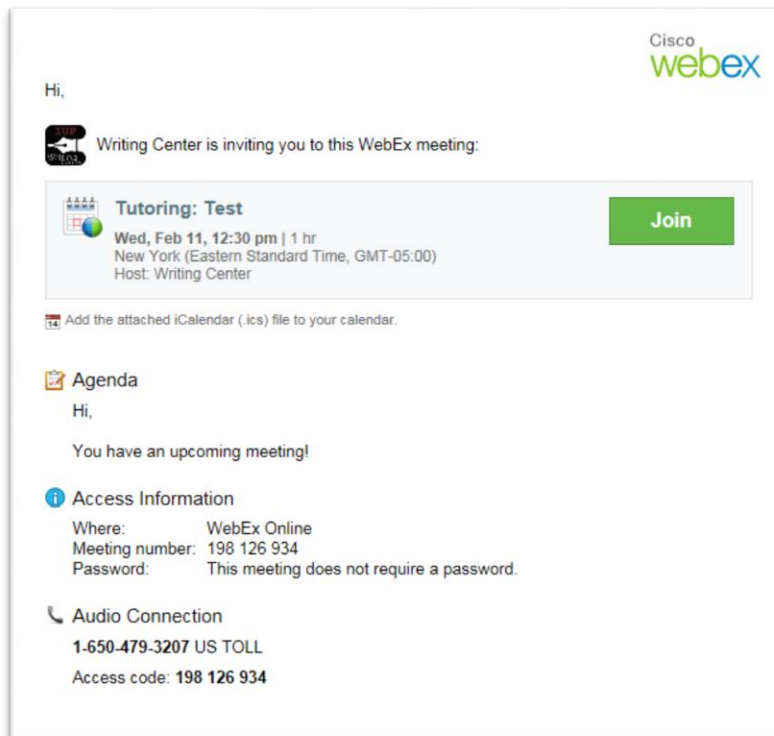 Cisco
webex
Hi,
IUP
Writing Center is inviting you to this WebEx meeting:
Tutoring: Test
Join
Wed, Feb 11, 12:30 pm | 1 hr
New York (Eastern Standard Time, GMT-05:00)
Host: Writing Center
14 Add the attached iCalendar (.ics) file to your calendar.
Agenda
Hi,
You have an upcoming meeting!
Access Information
Where: WebEx Online
Meeting number: 198 126 934
Password: This meeting does not require a password.
Audio Connection
1-650-479-3207 US TOLL
Access code: 198 126 934